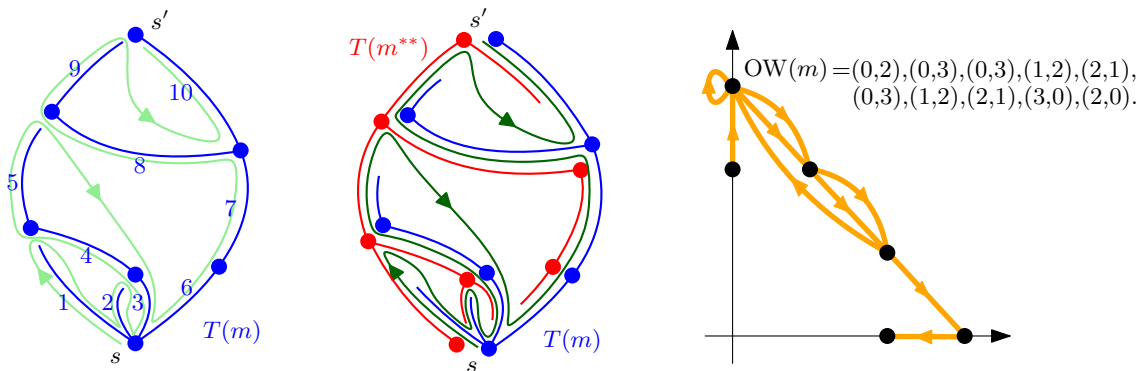 s′
9
10
8
5
7
4
6
1
2
3
T(m)
s
s′
T(m**)
T(m)
s
OW(m) =(0,2),(0,3),(0,3),(1,2),(2,1),
(0,3),(1,2),(2,1),(3,0),(2,0).